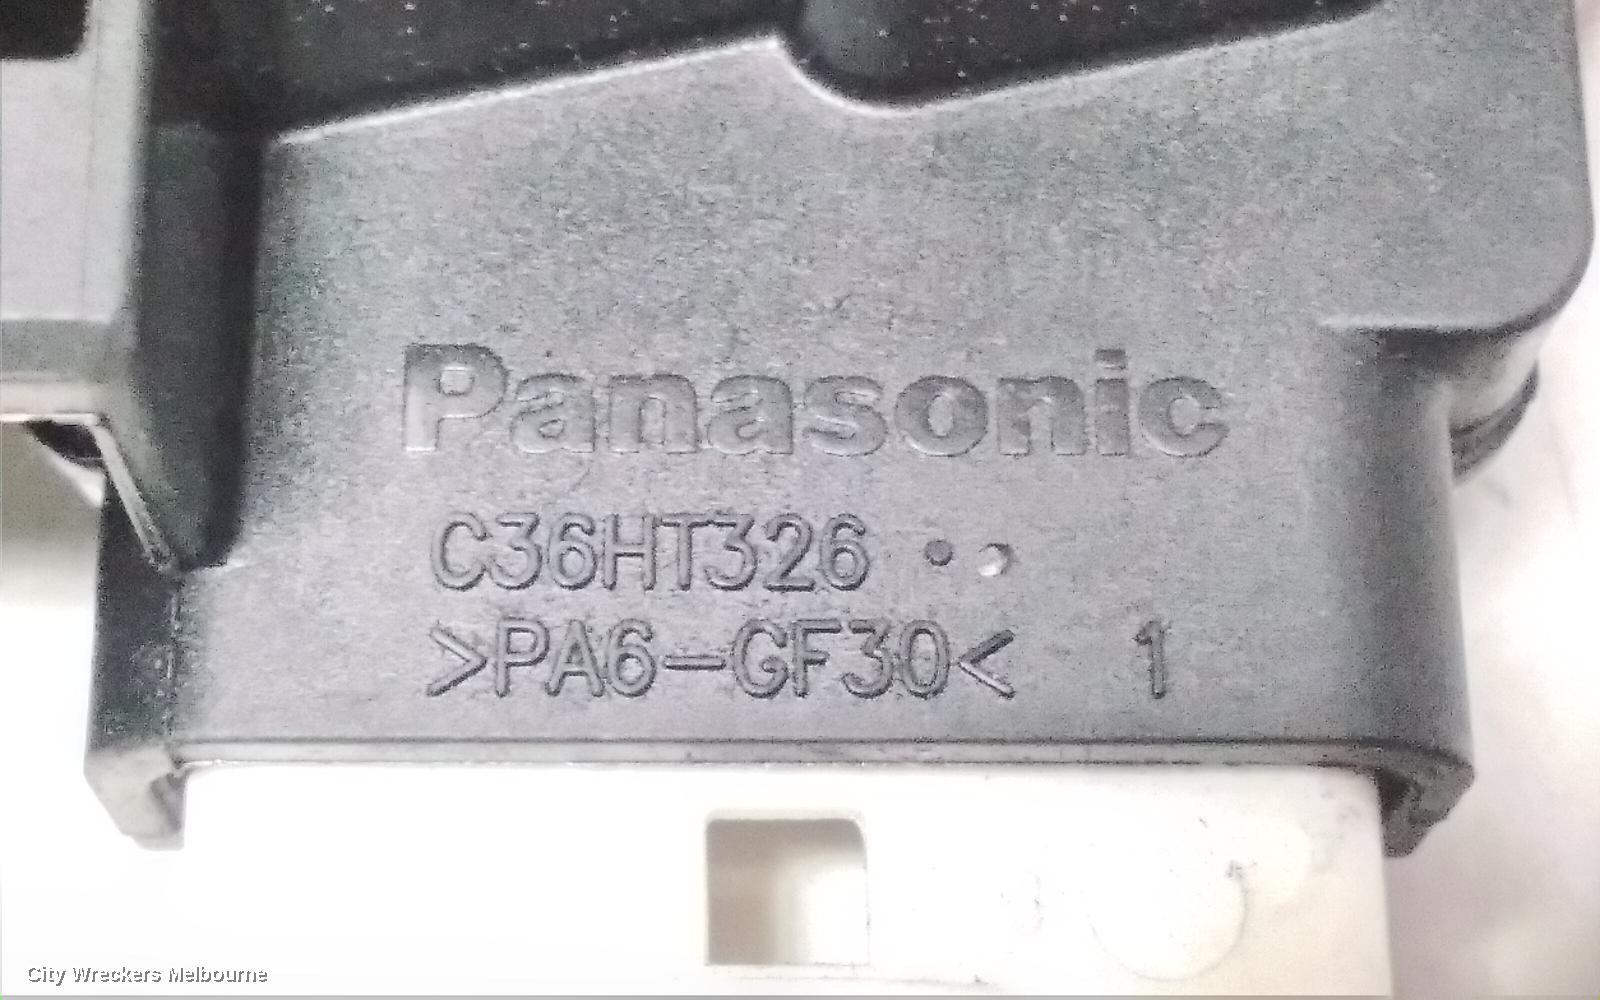 Panasonic
C36HT326
>PA6-GF30< 1
City Wreckers Melbourne